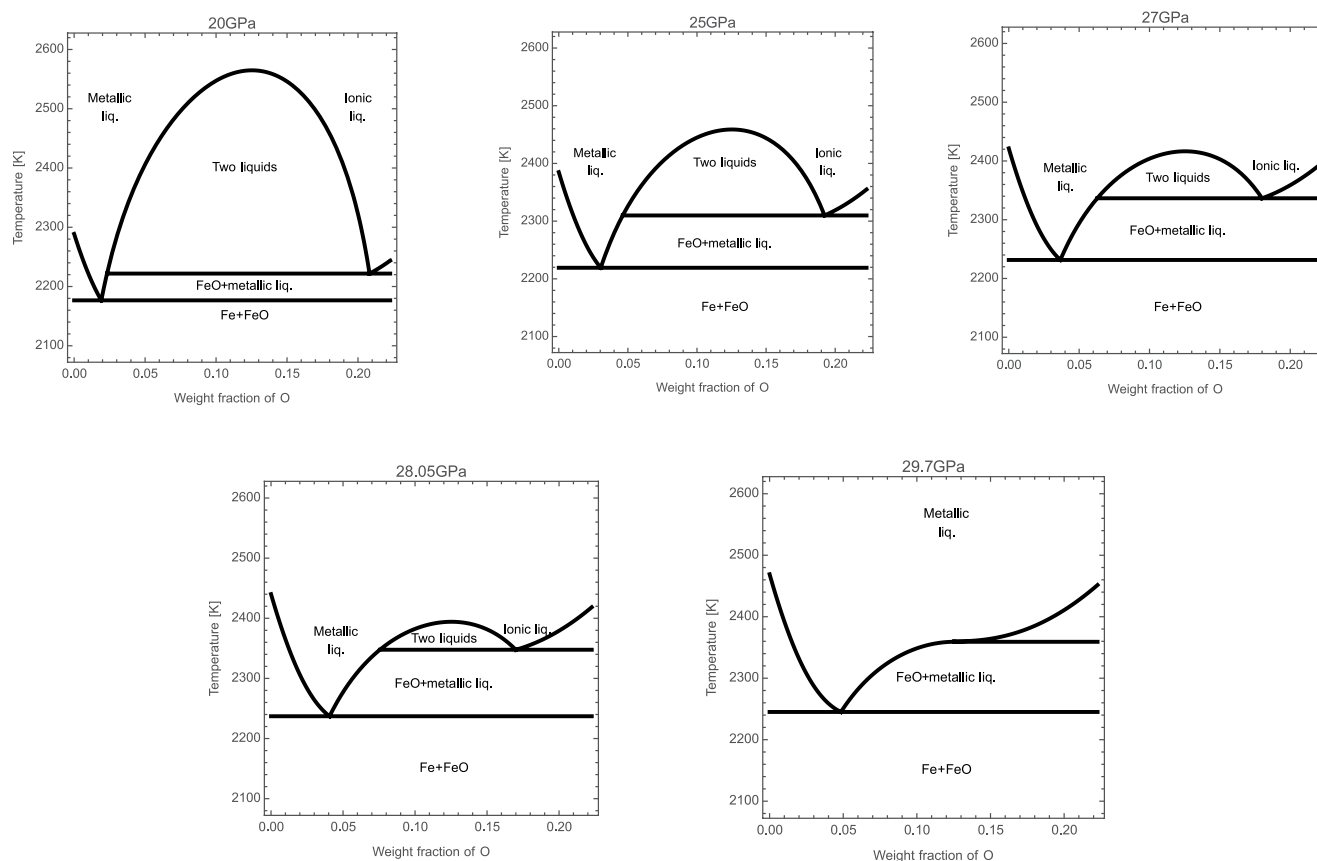 20GPa
2600
2500
2400
2300
2200
2100
Temperature [K]
Metallic
liq.
Ionic
liq.
Two liquids
FeO+metallic liq.
Fe+FeO
0.00 0.05 0.10 0.15 0.20
Weight fraction of O
25GPa
2600
2500
2400
2300
2200
2100
Temperature [K]
Metallic
liq.
Two liquids
Ionic
liq.
FeO+metallic liq.
Fe+FeO
0.00 0.05 0.10 0.15 0.20
Weight fraction of O
27GPa
2600
2500
2400
2300
2200
2100
Temperature [K]
Metallic
liq.
Two liquids
Ionic liq.
FeO+metallic liq.
Fe+FeO
0.00 0.05 0.10 0.15 0.20
Weight fraction of O
28.05GPa
2600
2500
2400
2300
2200
2100
Temperature [K]
Metallic
liq.
Two liquids
Ionic liq.
FeO+metallic liq.
Fe+FeO
0.00 0.05 0.10 0.15 0.20
Weight fraction of O
29.7GPa
2600
2500
2400
2300
2200
2100
Temperature [K]
Metallic
liq.
FeO+metallic liq.
Fe+FeO
0.00 0.05 0.10 0.15 0.20
Weight fraction of O